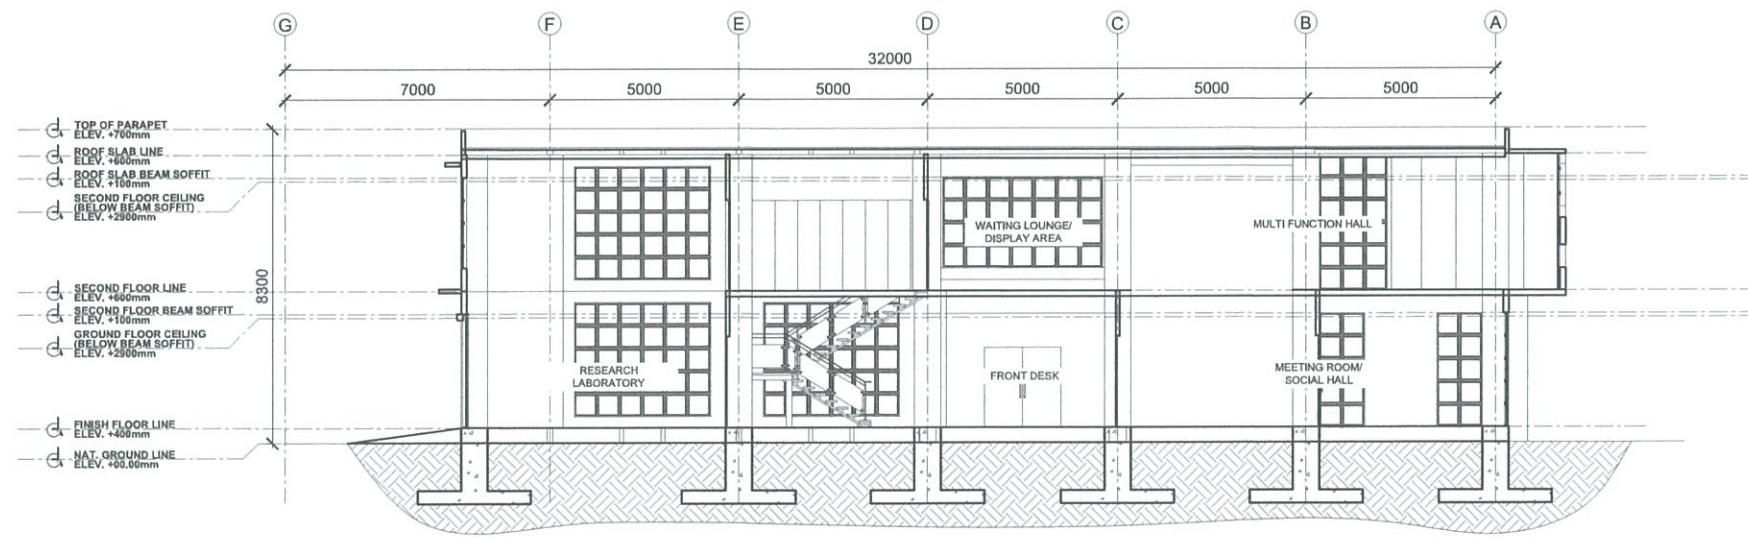 G F E D C B A
32000
7000 5000 5000 5000 5000 5000
TOP OF PARAPET
ELEV. +700mm
ROOF SLAB LINE
ELEV. +600mm
ROOF SLAB BEAM SOFFIT
ELEV. +100mm
SECOND FLOOR CEILING
(BELOW BEAM SOFFIT)
ELEV. +2900mm
WAITING LOUNGE/
DISPLAY AREA
MULTI FUNCTION HALL
8300
SECOND FLOOR LINE
ELEV. +600mm
SECOND FLOOR BEAM SOFFIT
ELEV. +100mm
GROUND FLOOR CEILING
(BELOW BEAM SOFFIT)
ELEV. +2900mm
RESEARCH
LABORATORY
FRONT DESK
MEETING ROOM/
SOCIAL HALL
FINISH FLOOR LINE
ELEV. +400mm
NAT. GROUND LINE
ELEV. +00.00mm